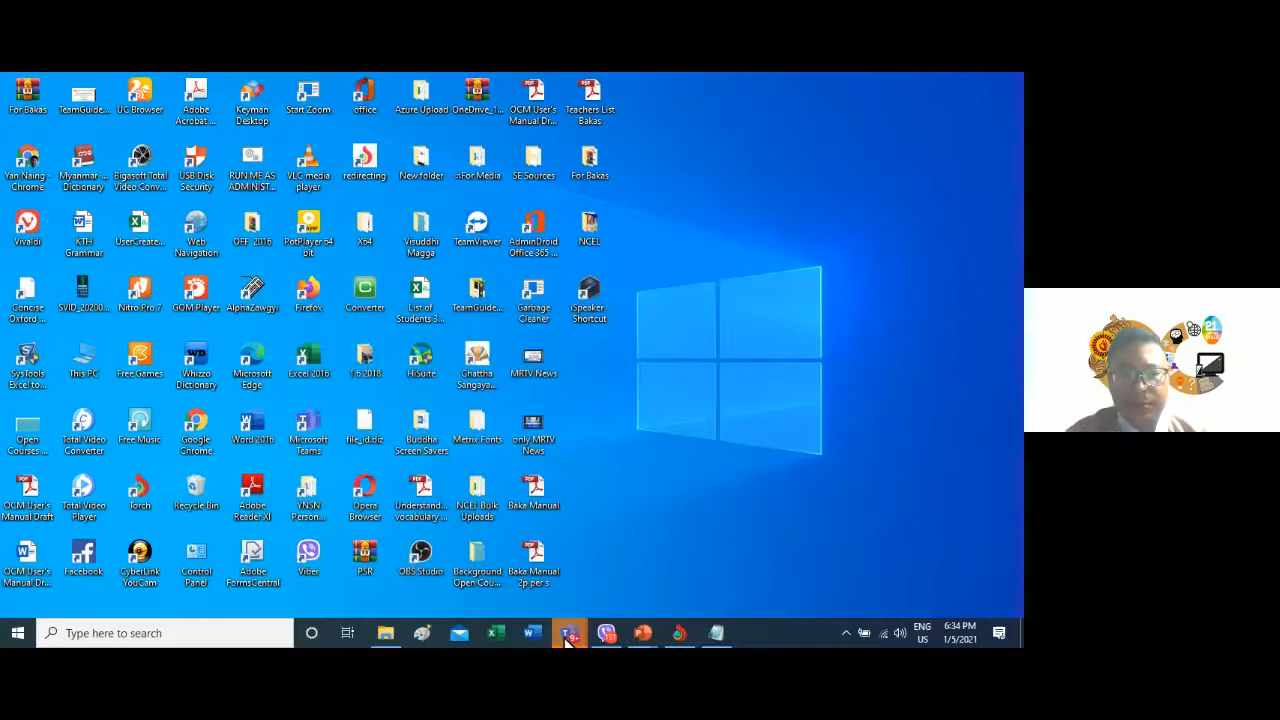 For Bakas
TeamGuide...
UC Browser
Adobe
Acrobat ...
Keyman
Desktop
Start Zoom
office
Azure Upload
OneDrive_1...
OCM User's
Manual Dr...
Teachers List
Bakas
Yan Naing -
Chrome
Myanmar-...
Dictionary
Bigasoft Total
Video Conv...
USB Disk
Security
RUN ME AS
ADMINIST...
VLC media
player
redirecting
New folder
For Media
SE Sources
For Bakas
Vivaldi
KTH
Grammar
UserCreate...
Web
Navigation
OFF_2016
PotPlayer 64
bit
X64
Visuddhi
Magga
TeamViewer
AdminDroid
Office 365 ...
NCEL
Concise
Oxford ...
SVID_20200...
Nitro Pro 7
GOM Player
AlphaZawgyi
Firefox
Converter
List of
Students 3...
TeamGuide...
Garbage
Cleaner
iSpeaker
Shortcut
SysTools
Excel to...
This PC
Free Games
Whizzo
Dictionary
Microsoft
Edge
Excel 2016
1 6 2018
HiSuite
Chattha
Sangaya...
MRTV News
Open
Courses ...
Total Video
Converter
Free Music
Google
Chrome
Word 2016
Microsoft
Teams
file_id.diz
Buddha
Screen Savers
Metrix Fonts
only MRTV
News
OCM User's
Manual Draft
Total Video
Player
Torch
Recycle Bin
Adobe
Reader XI
YNSN
Person...
Opera
Browser
Understand...
vocabulary ...
NCEL Bulk
Uploads
Baka Manual
OCM User's
Manual Dr...
Facebook
CyberLink
YouCam
Control
Panel
Adobe
FormsCentral
Viber
PSR
OBS Studio
Background
Open Cou...
Baka Manual
2p per s
Type here to search
9+
ENG
US
6:34 PM
1/5/2021
21